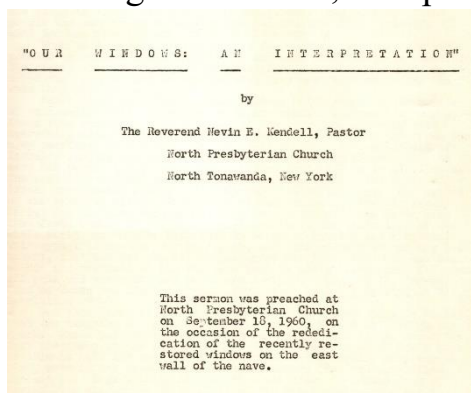 "OUR WINDOWS: AN INTERPRETATION"
by
The Reverend Nevin E. Kendell, Pastor
North Presbyterian Church
North Tonawanda, New York
This sermon was preached at
North Presbyterian Church
on September 18, 1960, on
the occasion of the rededi-
cation of the recently re-
stored windows on the east
wall of the nave.